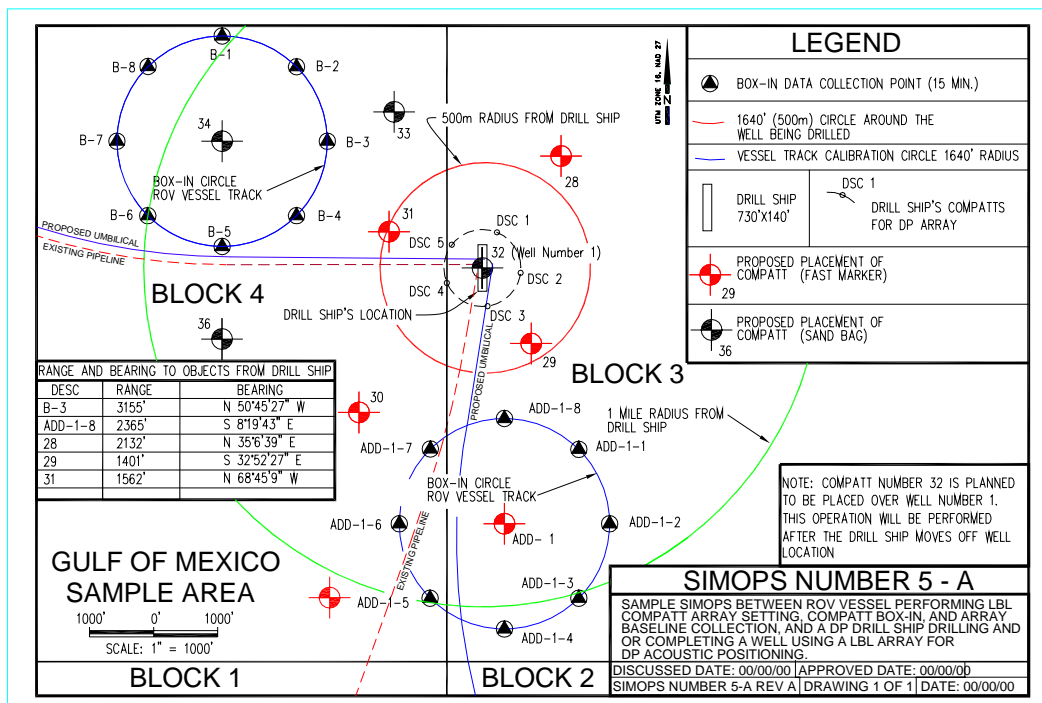 B-1
B-8
B-2
34
B-7
B-3
33
BOX-IN CIRCLE
ROV VESSEL TRACK
B-6
B-4
B-5
PROPOSED UMBILICAL
EXISTING PIPELINE
BLOCK 4
36
500m RADIUS FROM DRILL SHIP
28
31
DSC 1
DSC 5
32 (Well Number 1)
DSC 2
DSC 4
DSC 3
DRILL SHIP'S LOCATION
29
PROPOSED UMBILICAL
BLOCK 3
1 MILE RADIUS FROM
DRILL SHIP
UTM ZONE 16, NAD 27
N
LEGEND
BOX-IN DATA COLLECTION POINT (15 MIN.)
1640' (500m) CIRCLE AROUND THE
WELL BEING DRILLED
VESSEL TRACK CALIBRATION CIRCLE 1640' RADIUS
DRILL SHIP
730'X140'
DSC 1
DRILL SHIP'S COMPATTS
FOR DP ARRAY
PROPOSED PLACEMENT OF
COMPATT (FAST MARKER)
29
PROPOSED PLACEMENT OF
COMPATT (SAND BAG)
36
RANGE AND BEARING TO OBJECTS FROM DRILL SHIP
DESC RANGE BEARING
B-3 3155' N 50°45'27" W
ADD-1-8 2365' S 8°19'43" E
28 2132' N 35°6'39" E
29 1401' S 32°52'27" E
31 1562' N 68°45'9" W
30
ADD-1-8
ADD-1-7
ADD-1-1
BOX-IN CIRCLE
ROV VESSEL TRACK
ADD-1-6
ADD-1-2
ADD- 1
EXISTING PIPELINE
ADD-1-5
ADD-1-3
ADD-1-4
NOTE: COMPATT NUMBER 32 IS PLANNED
TO BE PLACED OVER WELL NUMBER 1.
THIS OPERATION WILL BE PERFORMED
AFTER THE DRILL SHIP MOVES OFF WELL
LOCATION
GULF OF MEXICO
SAMPLE AREA
1000' 0 1000'
SCALE: 1" = 1000'
BLOCK 1
BLOCK 2
SIMOPS NUMBER 5 - A
SAMPLE SIMOPS BETWEEN ROV VESSEL PERFORMING LBL
COMPATT ARRAY SETTING, COMPATT BOX-IN, AND ARRAY
BASELINE COLLECTION, AND A DP DRILL SHIP DRILLING AND
OR COMPLETING A WELL USING A LBL ARRAY FOR
DP ACOUSTIC POSITIONING.
DISCUSSED DATE: 00/00/00 APPROVED DATE: 00/00/00
SIMOPS NUMBER 5-A REV A DRAWING 1 OF 1 DATE: 00/00/00